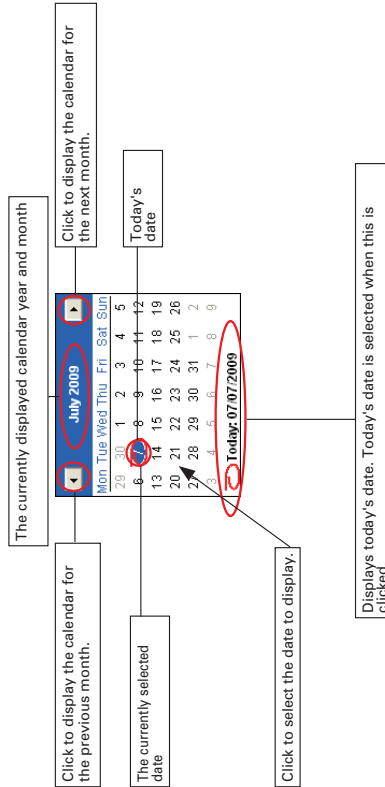 The currently displayed calendar year and month
Click to display the calendar for
the previous month.
Click to display the calendar for
the next month.
July 2009
Mon Tue Wed Thu Fri Sat Sun
29 30 1 2 3 4 5
6 7 8 9 10 11 12
13 14 15 16 17 18 19
20 21 22 23 24 25 26
27 28 29 30 31 1 2
3 4 5 6 7 8 9
Today: 07/07/2009
The currently selected
date
Today's
date
Click to select the date to display.
Displays today's date. Today's date is selected when this is
clicked